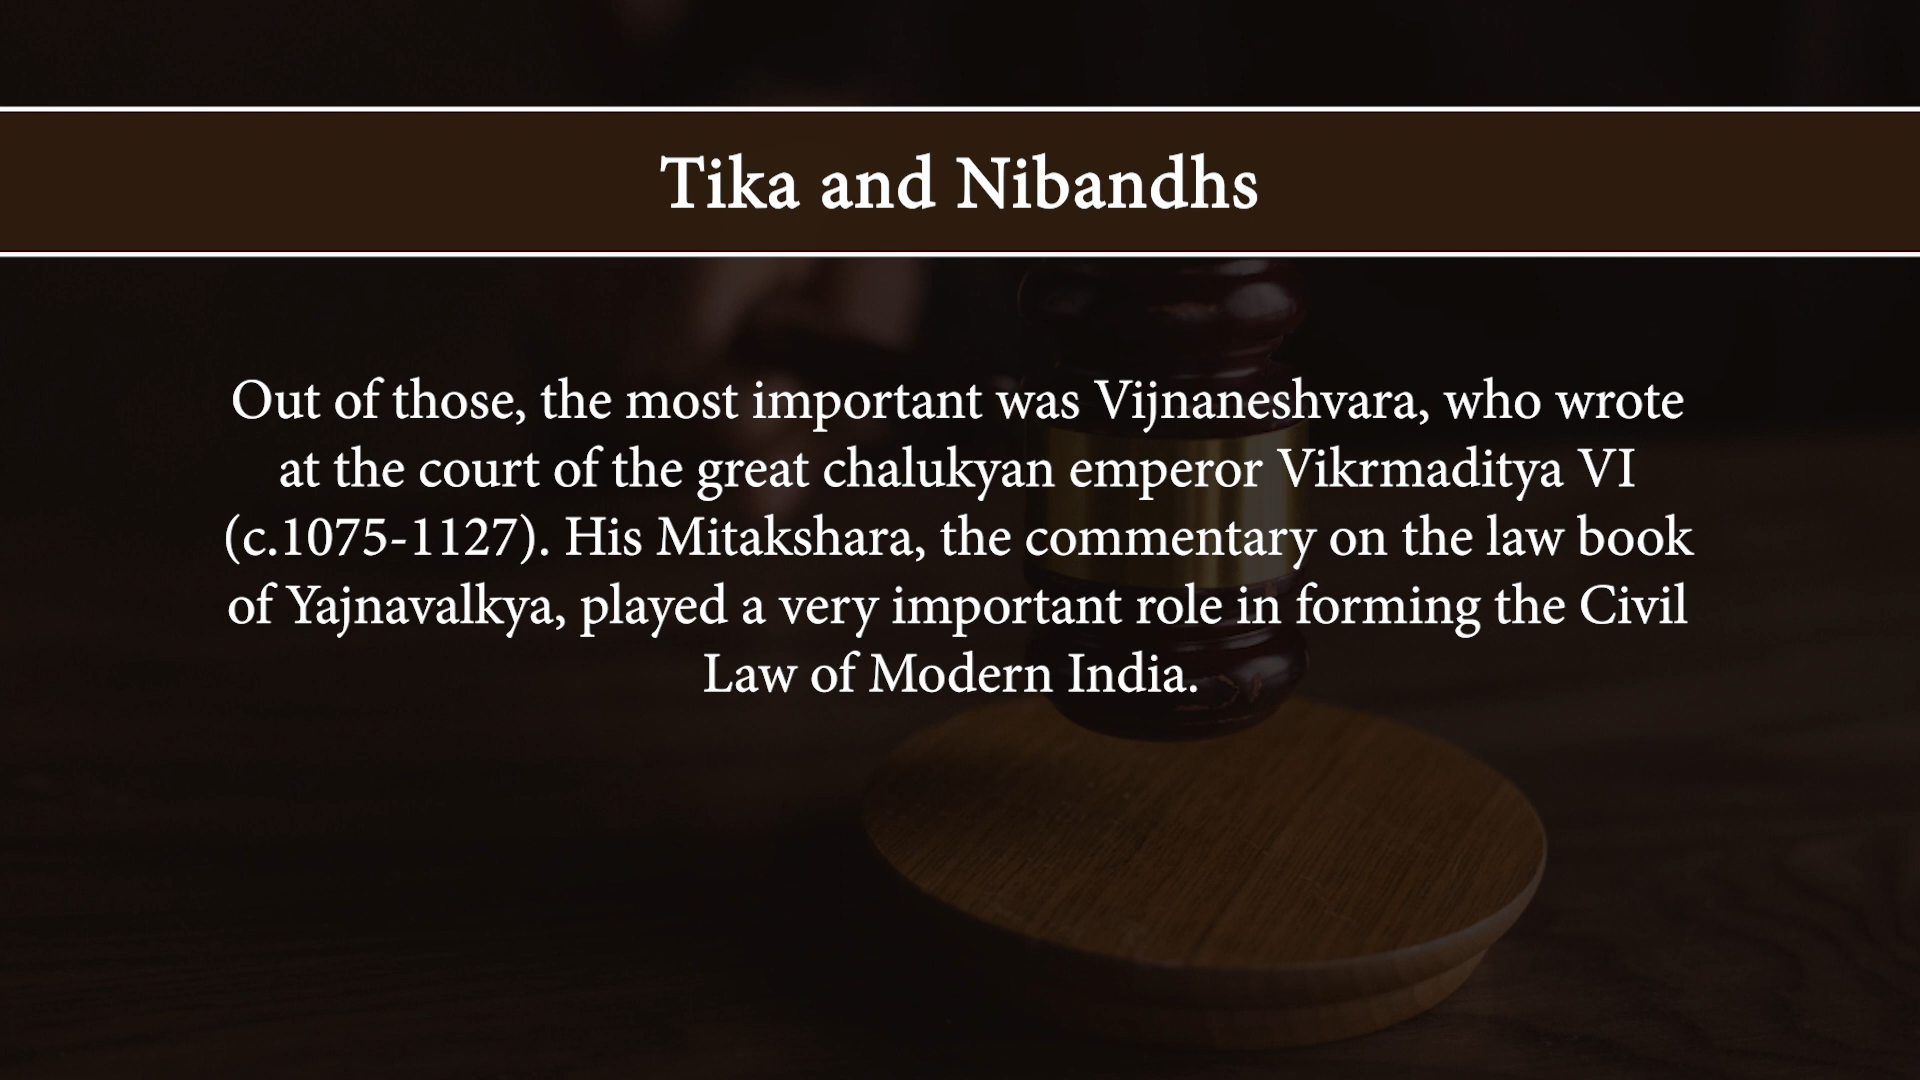 Tika and Nibandhs
Out of those, the most important was Vijnaneshvara, who wrote
at the court of the great chalukyan emperor Vikrmaditya VI
(c.1075-1127). His Mitakshara, the commentary on the law book
of Yajnavalkya, played a very important role in forming the Civil
Law of Modern India.